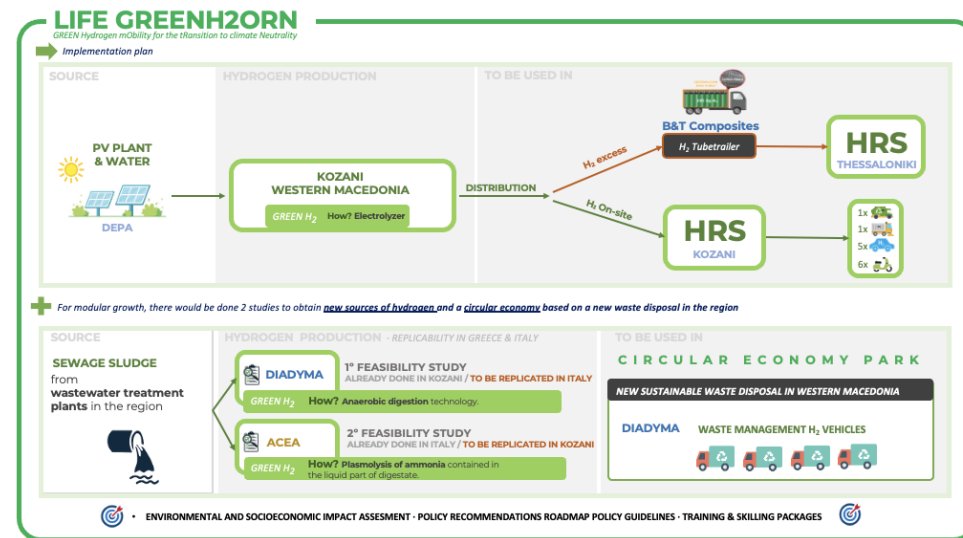 LIFE GREENH2ORN
GREEN Hydrogen mObility for the tRansition to climate Neutrality
Implementation plan
SOURCE
HYDROGEN PRODUCTION
TO BE USED IN
PV PLANT
& WATER
DEPA
KOZANI
WESTERN MACEDONIA
GREEN H₂ How? Electrolyzer
DISTRIBUTION
H₂ excess
H₂ On-site
B&T Composites
H₂ Tubetrailer
HRS
THESSALONIKI
HRS
KOZANI
1x
1x
5x
6x
For modular growth, there would be done 2 studies to obtain new sources of hydrogen and a circular economy based on a new waste disposal in the region
SOURCE
HYDROGEN PRODUCTION · REPLICABILITY IN GREECE & ITALY
TO BE USED IN
SEWAGE SLUDGE
from
wastewater treatment
plants in the region
DIADYMA
1º FEASIBILITY STUDY
ALREADY DONE IN KOZANI / TO BE REPLICATED IN ITALY
GREEN H₂ How? Anaerobic digestion technology.
ACEA
2º FEASIBILITY STUDY
ALREADY DONE IN ITALY / TO BE REPLICATED IN KOZANI
GREEN H₂ How? Plasmolysis of ammonia contained in
the liquid part of digestate.
CIRCULAR ECONOMY PARK
NEW SUSTAINABLE WASTE DISPOSAL IN WESTERN MACEDONIA
DIADYMA WASTE MANAGEMENT H₂ VEHICLES
· ENVIRONMENTAL AND SOCIOECONOMIC IMPACT ASSESMENT · POLICY RECOMMENDATIONS ROADMAP POLICY GUIDELINES · TRAINING & SKILLING PACKAGES